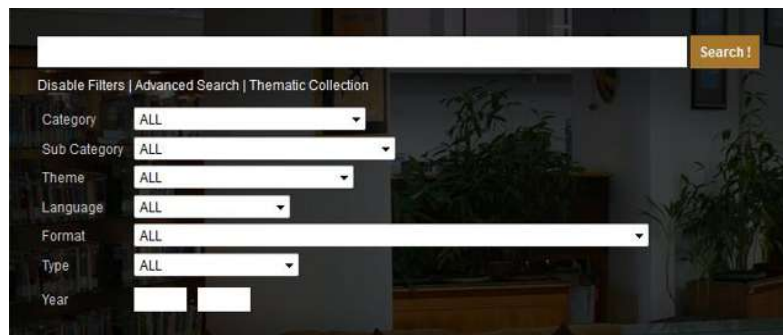 Search !
Disable Filters | Advanced Search | Thematic Collection
Category ALL
Sub Category ALL
Theme ALL
Language ALL
Format ALL
Type ALL
Year -